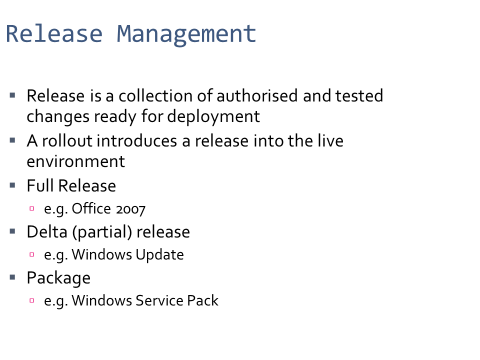 Release Management
Release is a collection of authorised and tested
changes ready for deployment
A rollout introduces a release into the live
environment
Full Release
e.g. Office 2007
Delta (partial) release
e.g. Windows Update
Package
e.g. Windows Service Pack